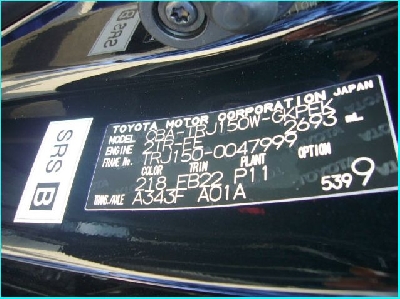 SRS B
TOYOTA MOTOR CORPORATION JAPAN
MODEL CBA-TRJ150W-GKPEK
ENGINE 2TR-FE 2693 mL
FRAME No. TRJ150-0047999
COLOR TRIM PLANT OPTION
218 FB22 P11
TRANS./AXLE A343F A01A 5399
SRS B